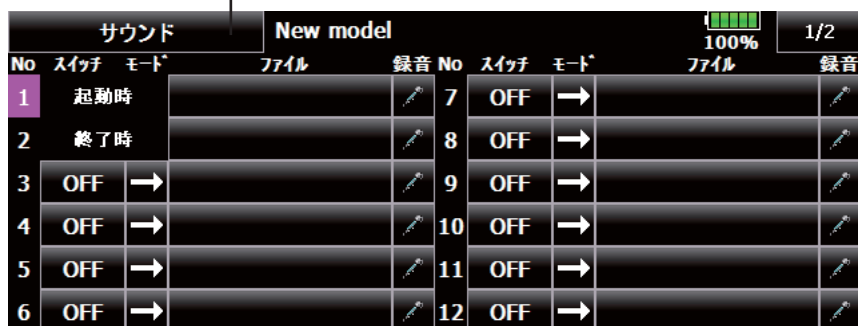 サウンド New model 100% 1/2
No スイッチ モード ファイル 録音 No スイッチ モード ファイル 録音
1 起動時 7 OFF →
2 終了時 8 OFF →
3 OFF → 9 OFF →
4 OFF → 10 OFF →
5 OFF → 11 OFF →
6 OFF → 12 OFF →